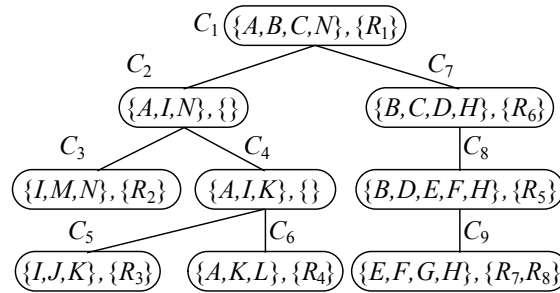 C₁ {A,B,C,N}, {R₁}
C₂ C₇
{A,I,N}, {} {B,C,D,H}, {R₆}
C₃ C₄ C₈
{I,M,N}, {R₂} {A,I,K}, {} {B,D,E,F,H}, {R₅}
C₅ C₆ C₉
{I,J,K}, {R₃} {A,K,L}, {R₄} {E,F,G,H}, {R₇,R₈}